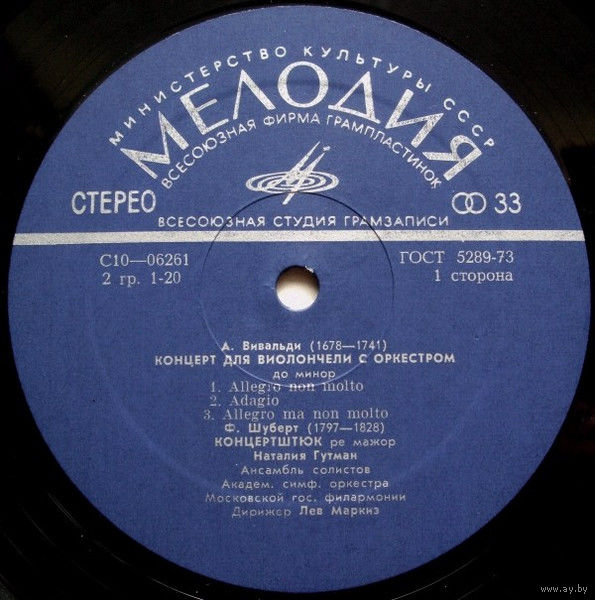 МИНИСТЕРСТВО КУЛЬТУРЫ СССР
МЕЛОДИЯ
ВСЕСОЮЗНАЯ ФИРМА ГРАМПЛАСТИНОК
СТЕРЕО
33
ВСЕСОЮЗНАЯ СТУДИЯ ГРАМЗАПИСИ
С10—06261
ГОСТ 5289-73
2 гр. 1-20
1 сторона
А. Вивальди (1678—1741)
КОНЦЕРТ ДЛЯ ВИОЛОНЧЕЛИ С ОРКЕСТРОМ
до минор
1. Allegro non molto
2. Adagio
3. Allegro ma non molto
Ф. Шуберт (1797—1828)
КОНЦЕРТШТЮК ре мажор
Наталия Гутман
Ансамбль солистов
Академ. симф. оркестра
Московской гос. филармонии
Дирижер Лев Маркиз
www.ay.by